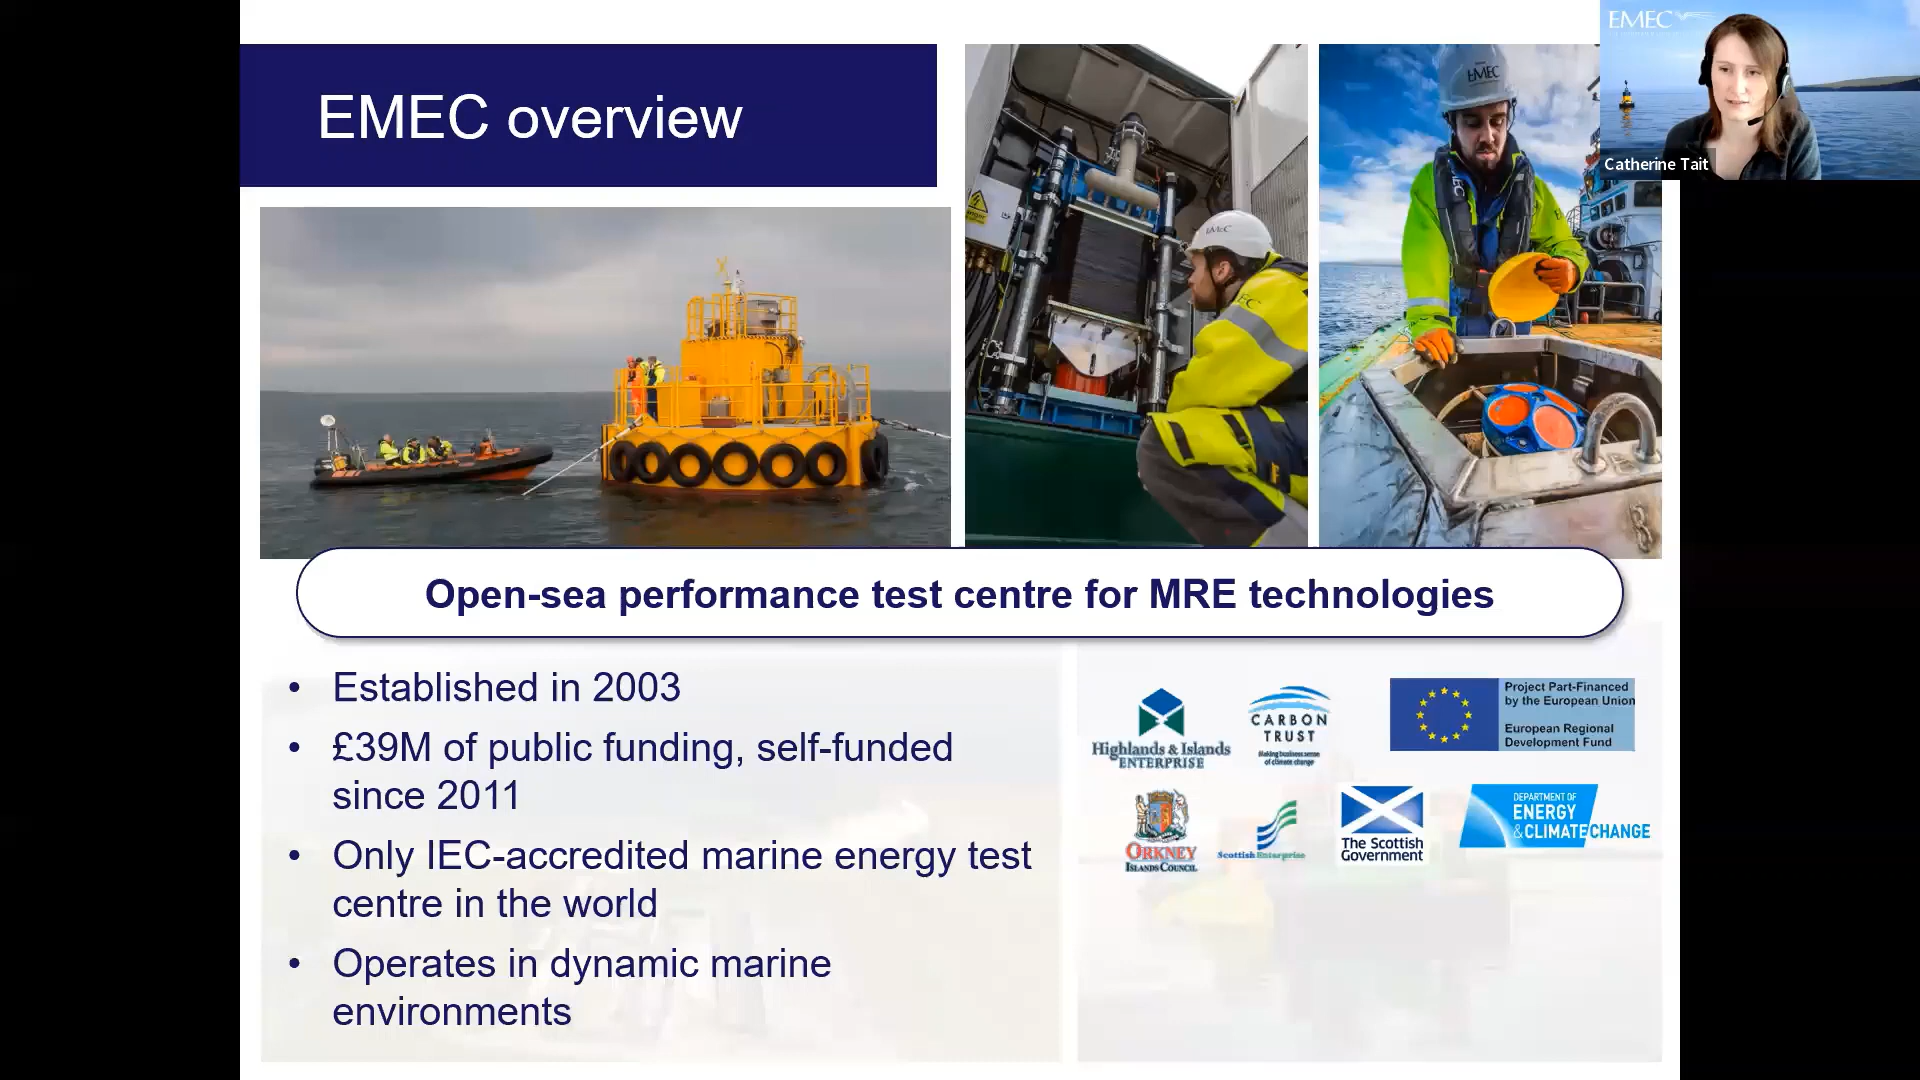 EMEC overview
EMEC
EMEC
EMEC
Catherine Tait
Open-sea performance test centre for MRE technologies
• Established in 2003
• £39M of public funding, self-funded
since 2011
• Only IEC-accredited marine energy test
centre in the world
• Operates in dynamic marine
environments
Highlands & Islands
ENTERPRISE
CARBON
TRUST
Making business sense
of climate change
Project Part-Financed
by the European Union
European Regional
Development Fund
ORKNEY
ISLANDS COUNCIL
Scottish Enterprise
The Scottish
Government
DEPARTMENT OF
ENERGY
& CLIMATE CHANGE